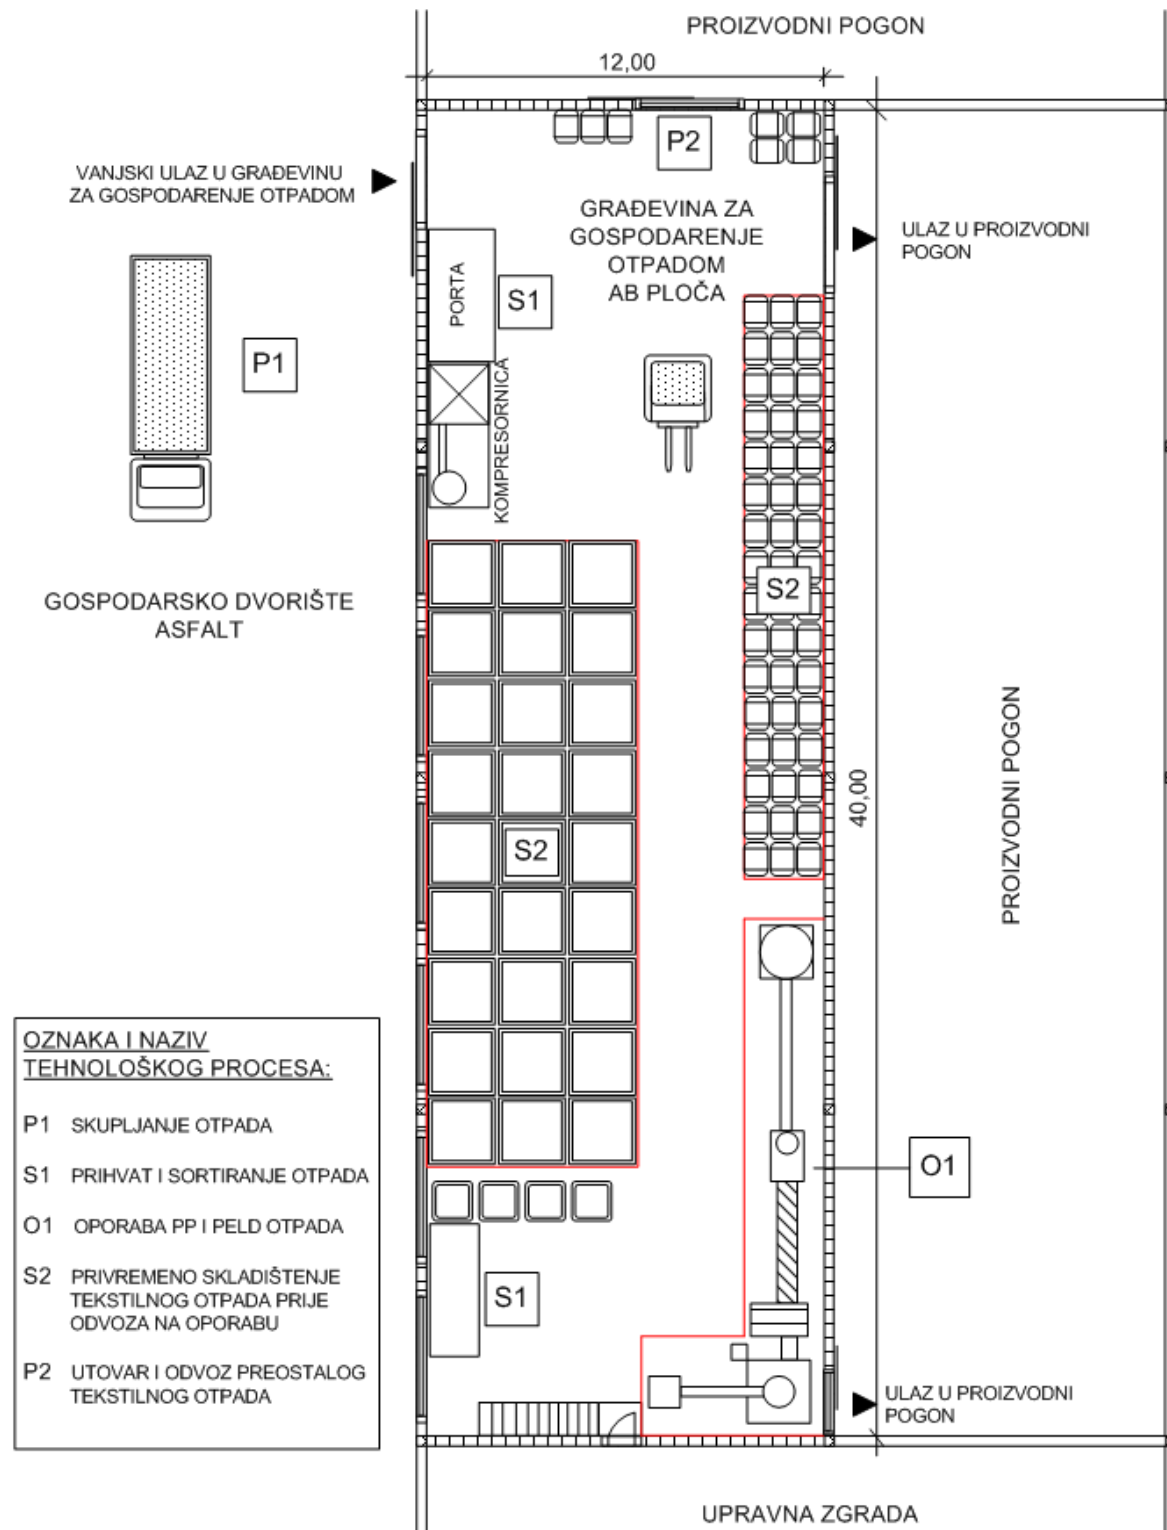 PROIZVODNI POGON
12,00
P2
VANJSKI ULAZ U GRAĐEVINU
ZA GOSPODARENJE OTPADOM
GRAĐEVINA ZA
GOSPODARENJE
OTPADOM
AB PLOČA
ULAZ U PROIZVODNI
POGON
PORTA
S1
P1
KOMPRESORNICA
S2
GOSPODARSKO DVORIŠTE
ASFALT
PROIZVODNI POGON
40,00
S2
OZNAKA I NAZIV
TEHNOLOŠKOG PROCESA:
P1 SKUPLJANJE OTPADA
S1 PRIHVAT I SORTIRANJE OTPADA
O1 OPORABA PP I PELD OTPADA
S2 PRIVREMENO SKLADIŠTENJE
TEKSTILNOG OTPADA PRIJE
ODVOZA NA OPORABU
P2 UTOVAR I ODVOZ PREOSTALOG
TEKSTILNOG OTPADA
O1
S1
ULAZ U PROIZVODNI
POGON
UPRAVNA ZGRADA